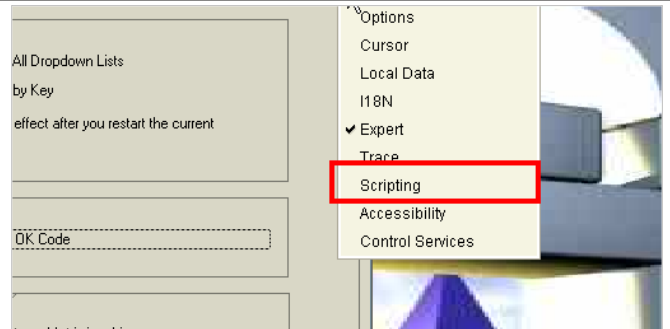 All Dropdown Lists
by Key
effect after you restart the current
OK Code
Options
Cursor
Local Data
I18N
Expert
Trace
Scripting
Accessibility
Control Services